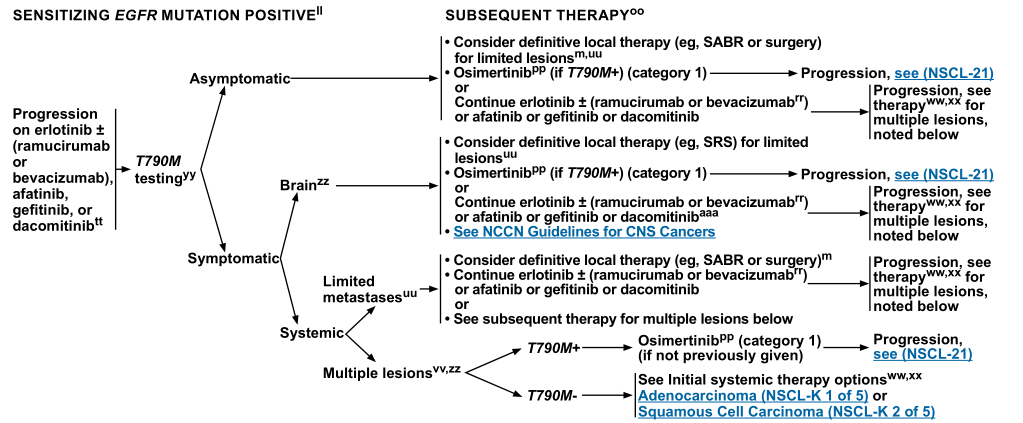 SENSITIZING EGFR MUTATION POSITIVEll
SUBSEQUENT THERAPYoo
Progression
on erlotinib ±
(ramucirumab
or
bevacizumab),
afatinib,
gefitinib, or
dacomitinibtt
T790M
testingyy
Asymptomatic
• Consider definitive local therapy (eg, SABR or surgery)
for limited lesionsm,uu
• Osimertinibpp (if T790M+) (category 1)
or
Continue erlotinib ± (ramucirumab or bevacizumabrr)
or afatinib or gefitinib or dacomitinib
Progression, see (NSCL-21)
Progression, see
therapyww,xx for
multiple lesions,
noted below
Symptomatic
Brainzz
• Consider definitive local therapy (eg, SRS) for limited
lesionsuu
• Osimertinibpp (if T790M+) (category 1)
or
Continue erlotinib ± (ramucirumab or bevacizumabrr)
or afatinib or gefitinib or dacomitinibaaa
• See NCCN Guidelines for CNS Cancers
Progression, see (NSCL-21)
Progression, see
therapyww,xx for
multiple lesions,
noted below
Systemic
Limited
metastasesuu
• Consider definitive local therapy (eg, SABR or surgery)m
• Continue erlotinib ± (ramucirumab or bevacizumabrr)
or afatinib or gefitinib or dacomitinib
or
• See subsequent therapy for multiple lesions below
Progression, see
therapyww,xx for
multiple lesions,
noted below
Multiple lesionsvv,zz
T790M+
Osimertinibpp (category 1)
(if not previously given)
Progression,
see (NSCL-21)
T790M-
See Initial systemic therapy optionsww,xx
Adenocarcinoma (NSCL-K 1 of 5) or
Squamous Cell Carcinoma (NSCL-K 2 of 5)